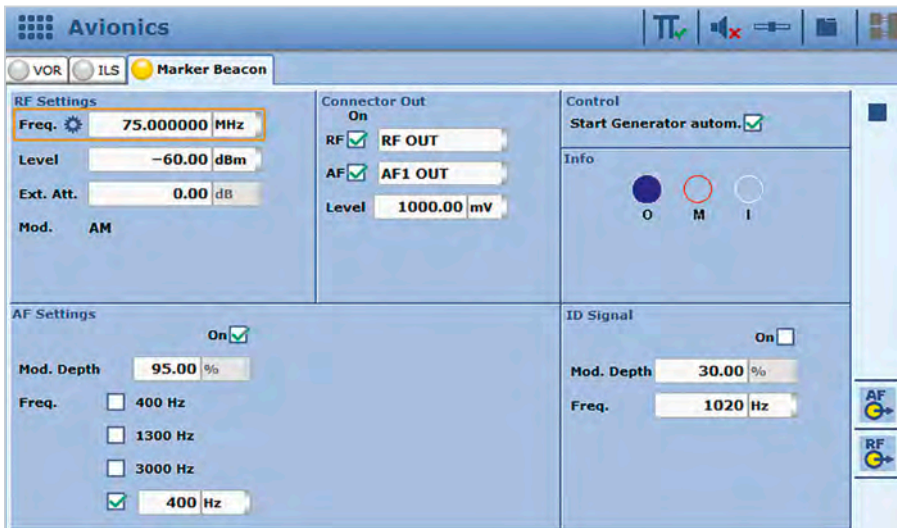 Avionics
VOR
ILS
Marker Beacon
RF Settings
Freq. 75.000000 MHz
Level −60.00 dBm
Ext. Att. 0.00 dB
Mod. AM
Connector Out
On
RF RF OUT
AF AF1 OUT
Level 1000.00 mV
Control
Start Generator autom.
Info
O M I
AF Settings
On
Mod. Depth 95.00 %
Freq. 400 Hz
1300 Hz
3000 Hz
400 Hz
ID Signal
On
Mod. Depth 30.00 %
Freq. 1020 Hz
AF
RF